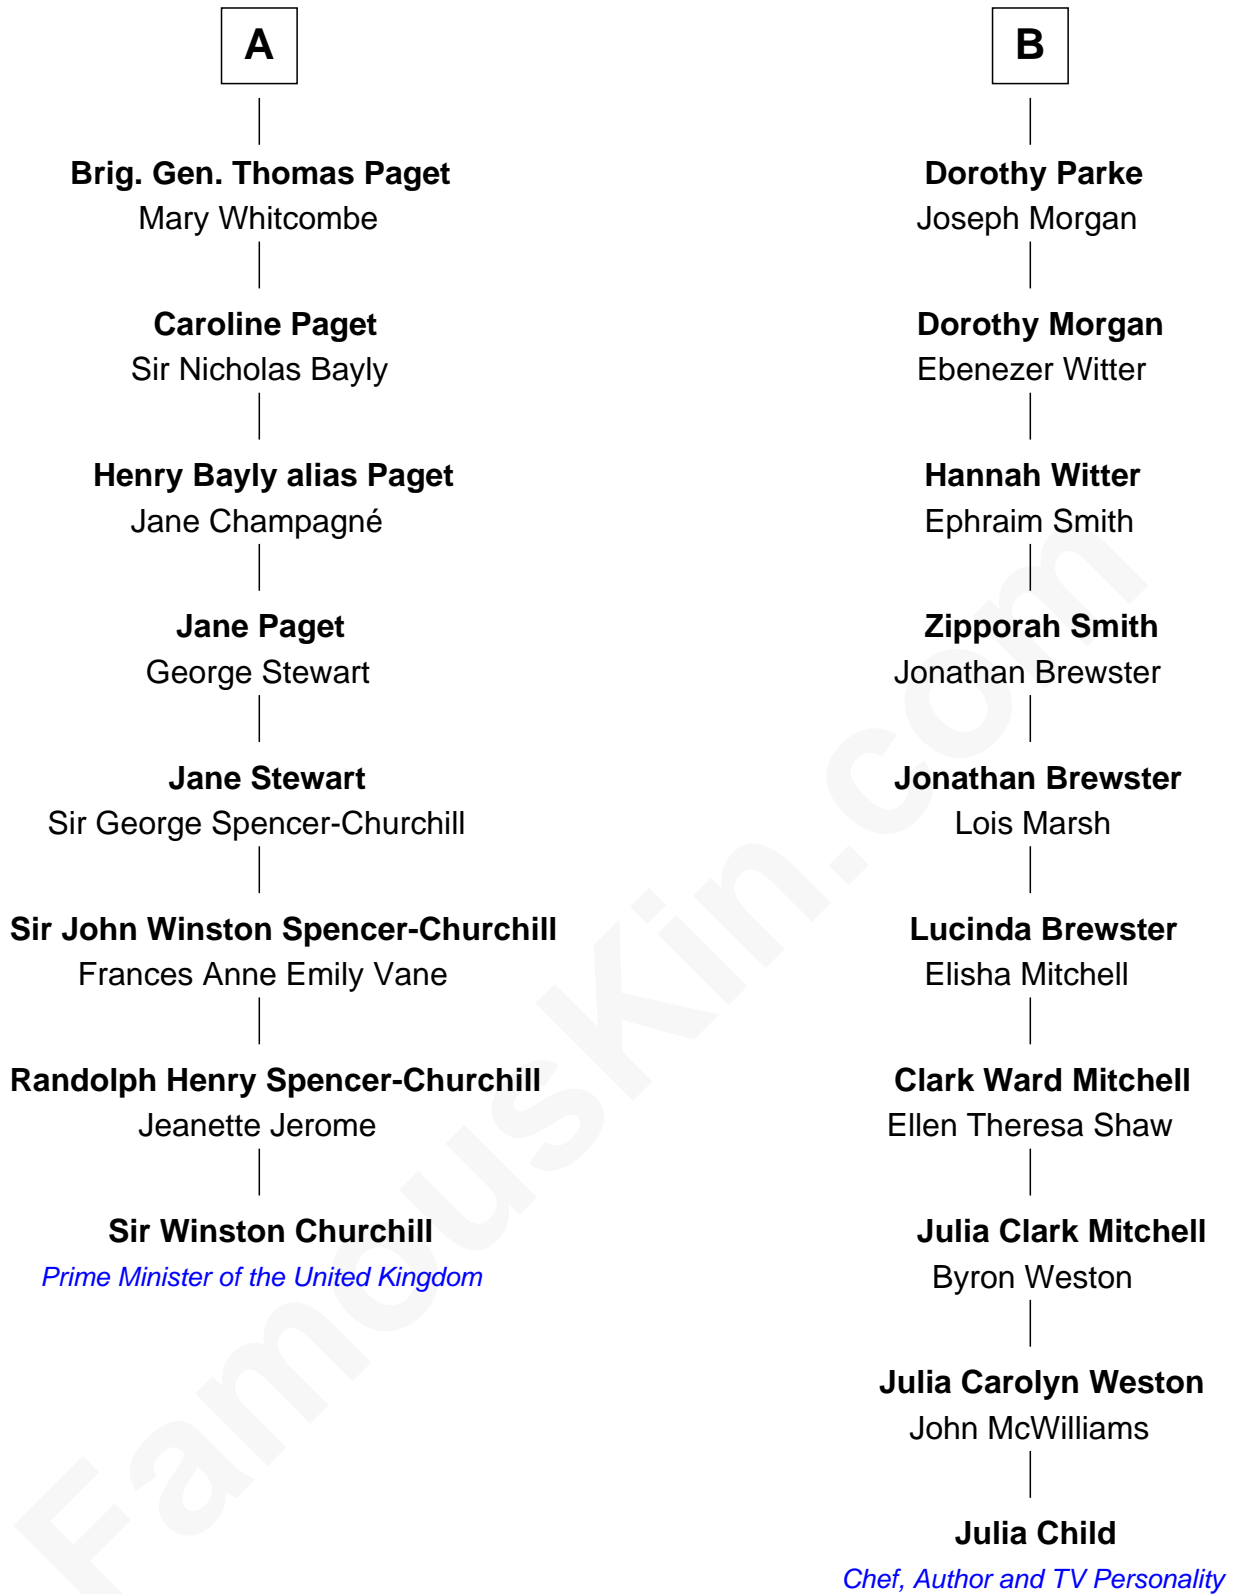 A
Brig. Gen. Thomas Paget
Mary Whitcombe
Caroline Paget
Sir Nicholas Bayly
Henry Bayly alias Paget
Jane Champagné
Jane Paget
George Stewart
Jane Stewart
Sir George Spencer-Churchill
Sir John Winston Spencer-Churchill
Frances Anne Emily Vane
Randolph Henry Spencer-Churchill
Jeanette Jerome
Sir Winston Churchill
Prime Minister of the United Kingdom
B
Dorothy Parke
Joseph Morgan
Dorothy Morgan
Ebenezer Witter
Hannah Witter
Ephraim Smith
Zipporah Smith
Jonathan Brewster
Jonathan Brewster
Lois Marsh
Lucinda Brewster
Elisha Mitchell
Clark Ward Mitchell
Ellen Theresa Shaw
Julia Clark Mitchell
Byron Weston
Julia Carolyn Weston
John McWilliams
Julia Child
Chef, Author and TV Personality
FamousKin.com